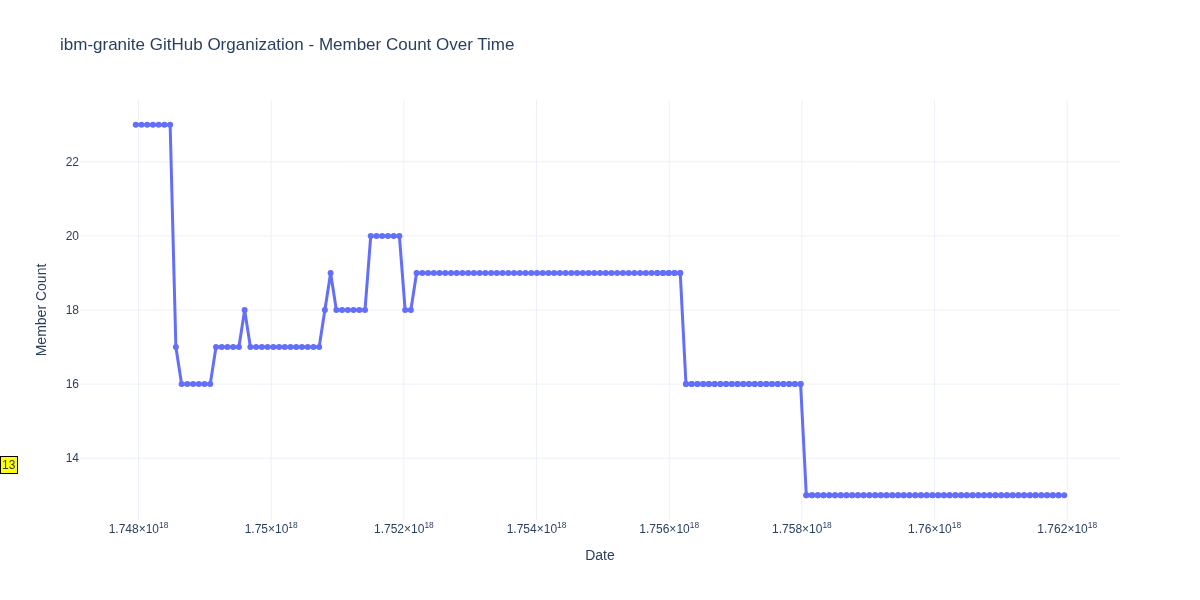 ibm-granite GitHub Organization - Member Count Over Time
Member Count
22
20
18
16
14
13
1.748×10¹⁸ 1.75×10¹⁸ 1.752×10¹⁸ 1.754×10¹⁸ 1.756×10¹⁸ 1.758×10¹⁸ 1.76×10¹⁸ 1.762×10¹⁸
Date